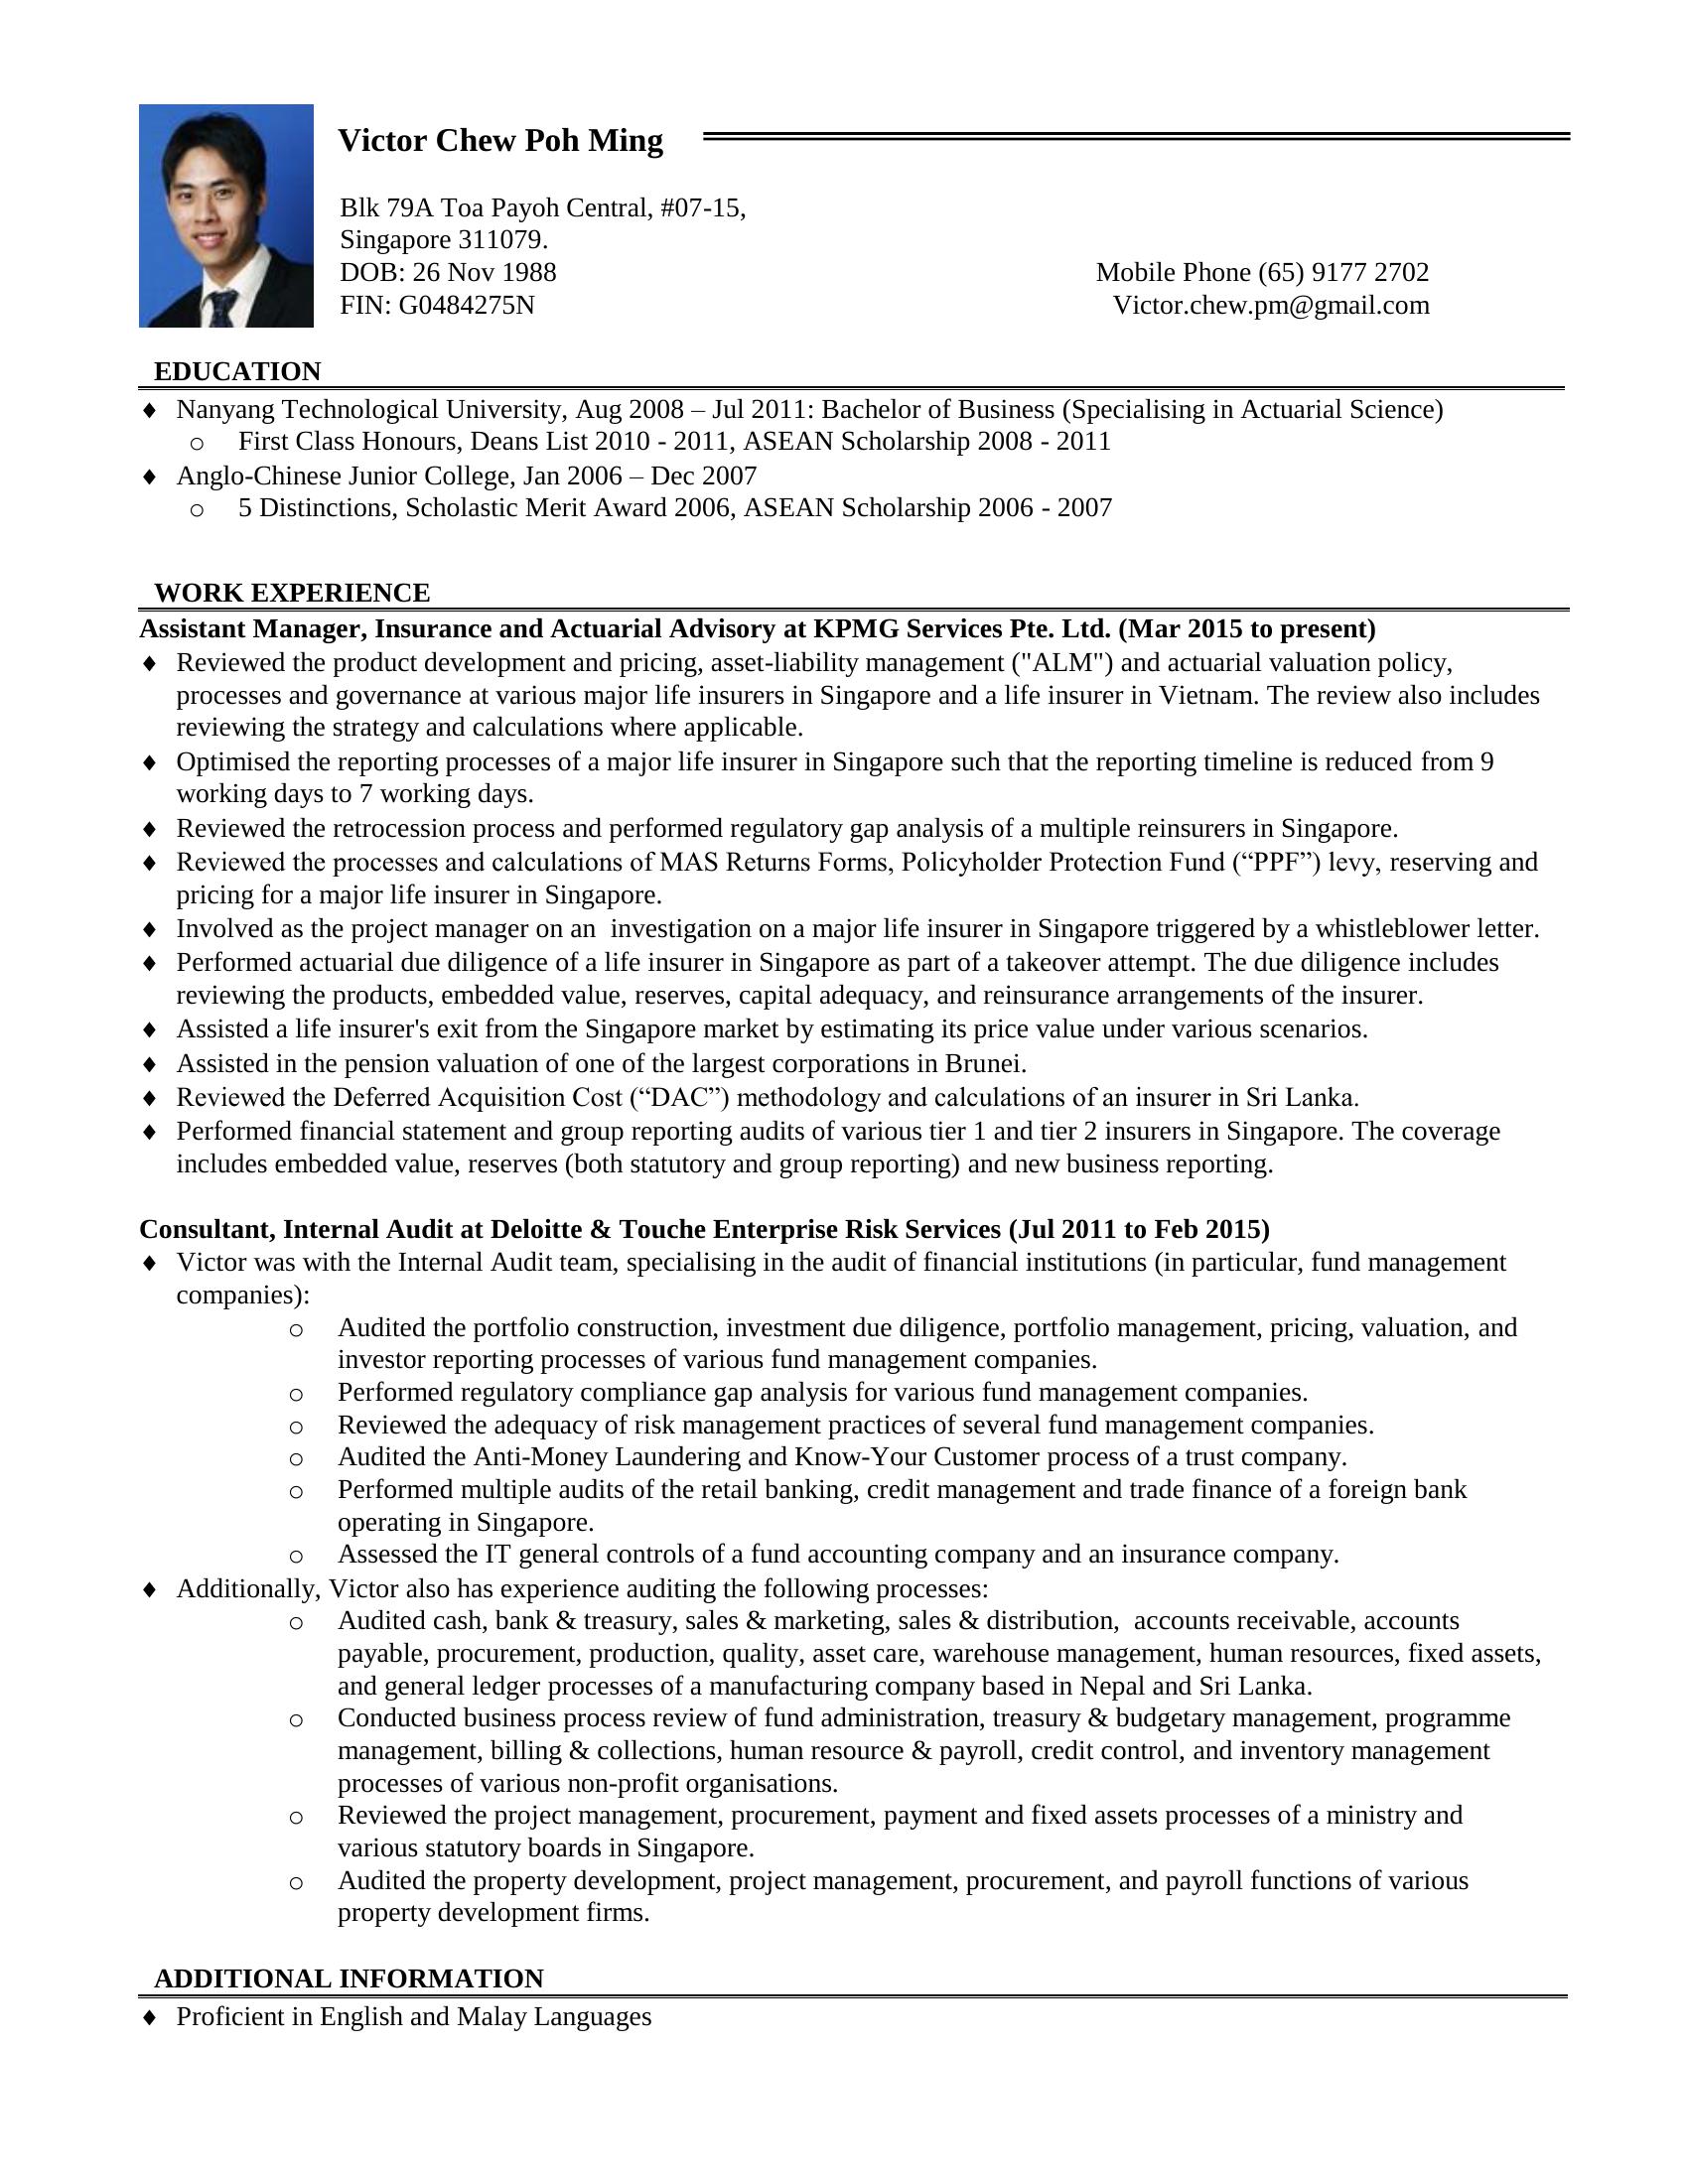 Victor Chew Poh Ming
Blk 79A Toa Payoh Central, #07-15,
Singapore 311079.
DOB: 26 Nov 1988
Mobile Phone (65) 9177 2702
FIN: G0484275N
Victor.chew.pm@gmail.com
EDUCATION
♦ Nanyang Technological University, Aug 2008 – Jul 2011: Bachelor of Business (Specialising in Actuarial Science)
o First Class Honours, Deans List 2010 - 2011, ASEAN Scholarship 2008 - 2011
♦ Anglo-Chinese Junior College, Jan 2006 – Dec 2007
o 5 Distinctions, Scholastic Merit Award 2006, ASEAN Scholarship 2006 - 2007
WORK EXPERIENCE
Assistant Manager, Insurance and Actuarial Advisory at KPMG Services Pte. Ltd. (Mar 2015 to present)
♦ Reviewed the product development and pricing, asset-liability management ("ALM") and actuarial valuation policy,
processes and governance at various major life insurers in Singapore and a life insurer in Vietnam. The review also includes
reviewing the strategy and calculations where applicable.
♦ Optimised the reporting processes of a major life insurer in Singapore such that the reporting timeline is reduced from 9
working days to 7 working days.
♦ Reviewed the retrocession process and performed regulatory gap analysis of a multiple reinsurers in Singapore.
♦ Reviewed the processes and calculations of MAS Returns Forms, Policyholder Protection Fund (“PPF”) levy, reserving and
pricing for a major life insurer in Singapore.
♦ Involved as the project manager on an  investigation on a major life insurer in Singapore triggered by a whistleblower letter.
♦ Performed actuarial due diligence of a life insurer in Singapore as part of a takeover attempt. The due diligence includes
reviewing the products, embedded value, reserves, capital adequacy, and reinsurance arrangements of the insurer.
♦ Assisted a life insurer's exit from the Singapore market by estimating its price value under various scenarios.
♦ Assisted in the pension valuation of one of the largest corporations in Brunei.
♦ Reviewed the Deferred Acquisition Cost (“DAC”) methodology and calculations of an insurer in Sri Lanka.
♦ Performed financial statement and group reporting audits of various tier 1 and tier 2 insurers in Singapore. The coverage
includes embedded value, reserves (both statutory and group reporting) and new business reporting.
Consultant, Internal Audit at Deloitte & Touche Enterprise Risk Services (Jul 2011 to Feb 2015)
♦ Victor was with the Internal Audit team, specialising in the audit of financial institutions (in particular, fund management
companies):
o Audited the portfolio construction, investment due diligence, portfolio management, pricing, valuation, and
investor reporting processes of various fund management companies.
o Performed regulatory compliance gap analysis for various fund management companies.
o Reviewed the adequacy of risk management practices of several fund management companies.
o Audited the Anti-Money Laundering and Know-Your Customer process of a trust company.
o Performed multiple audits of the retail banking, credit management and trade finance of a foreign bank
operating in Singapore.
o Assessed the IT general controls of a fund accounting company and an insurance company.
♦ Additionally, Victor also has experience auditing the following processes:
o Audited cash, bank & treasury, sales & marketing, sales & distribution,  accounts receivable, accounts
payable, procurement, production, quality, asset care, warehouse management, human resources, fixed assets,
and general ledger processes of a manufacturing company based in Nepal and Sri Lanka.
o Conducted business process review of fund administration, treasury & budgetary management, programme
management, billing & collections, human resource & payroll, credit control, and inventory management
processes of various non-profit organisations.
o Reviewed the project management, procurement, payment and fixed assets processes of a ministry and
various statutory boards in Singapore.
o Audited the property development, project management, procurement, and payroll functions of various
property development firms.
ADDITIONAL INFORMATION
♦ Proficient in English and Malay Languages